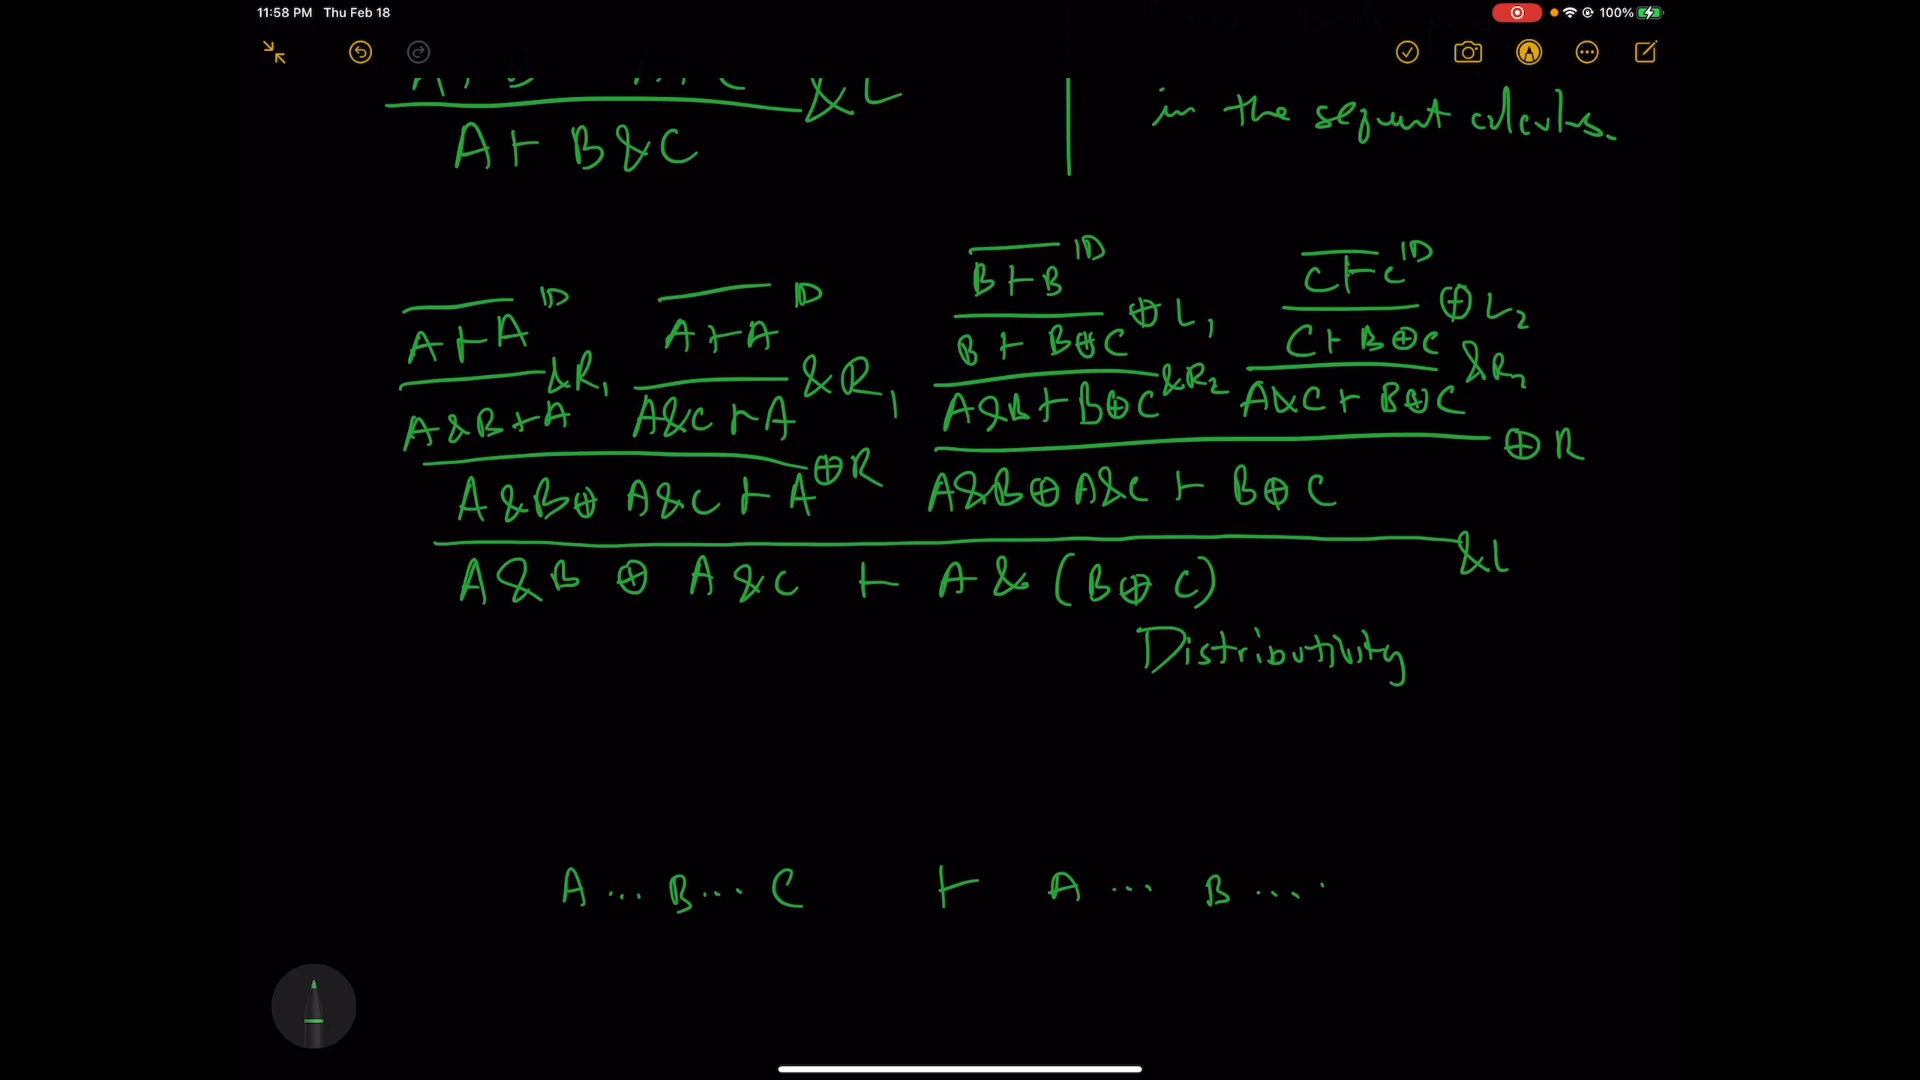 11:58 PM Thu Feb 18 100%
&L
A ⊢ B & C
in the sequent calculus.
ID ID ID ID
A ⊢ A A ⊢ A B ⊢ B C ⊢ C
&R₁ &R₁ ⊕L₁ ⊕L₂
A & B ⊢ A A & C ⊢ A B ⊢ B ⊕ C C ⊢ B ⊕ C
&R₂ &R₂
A & B ⊢ B ⊕ C A & C ⊢ B ⊕ C
⊕R ⊕R
A & B ⊕ A & C ⊢ A A & B ⊕ A & C ⊢ B ⊕ C
&L
A & B ⊕ A & C ⊢ A & (B ⊕ C)
Distributivity
A ... B ... C ⊢ A ... B ....